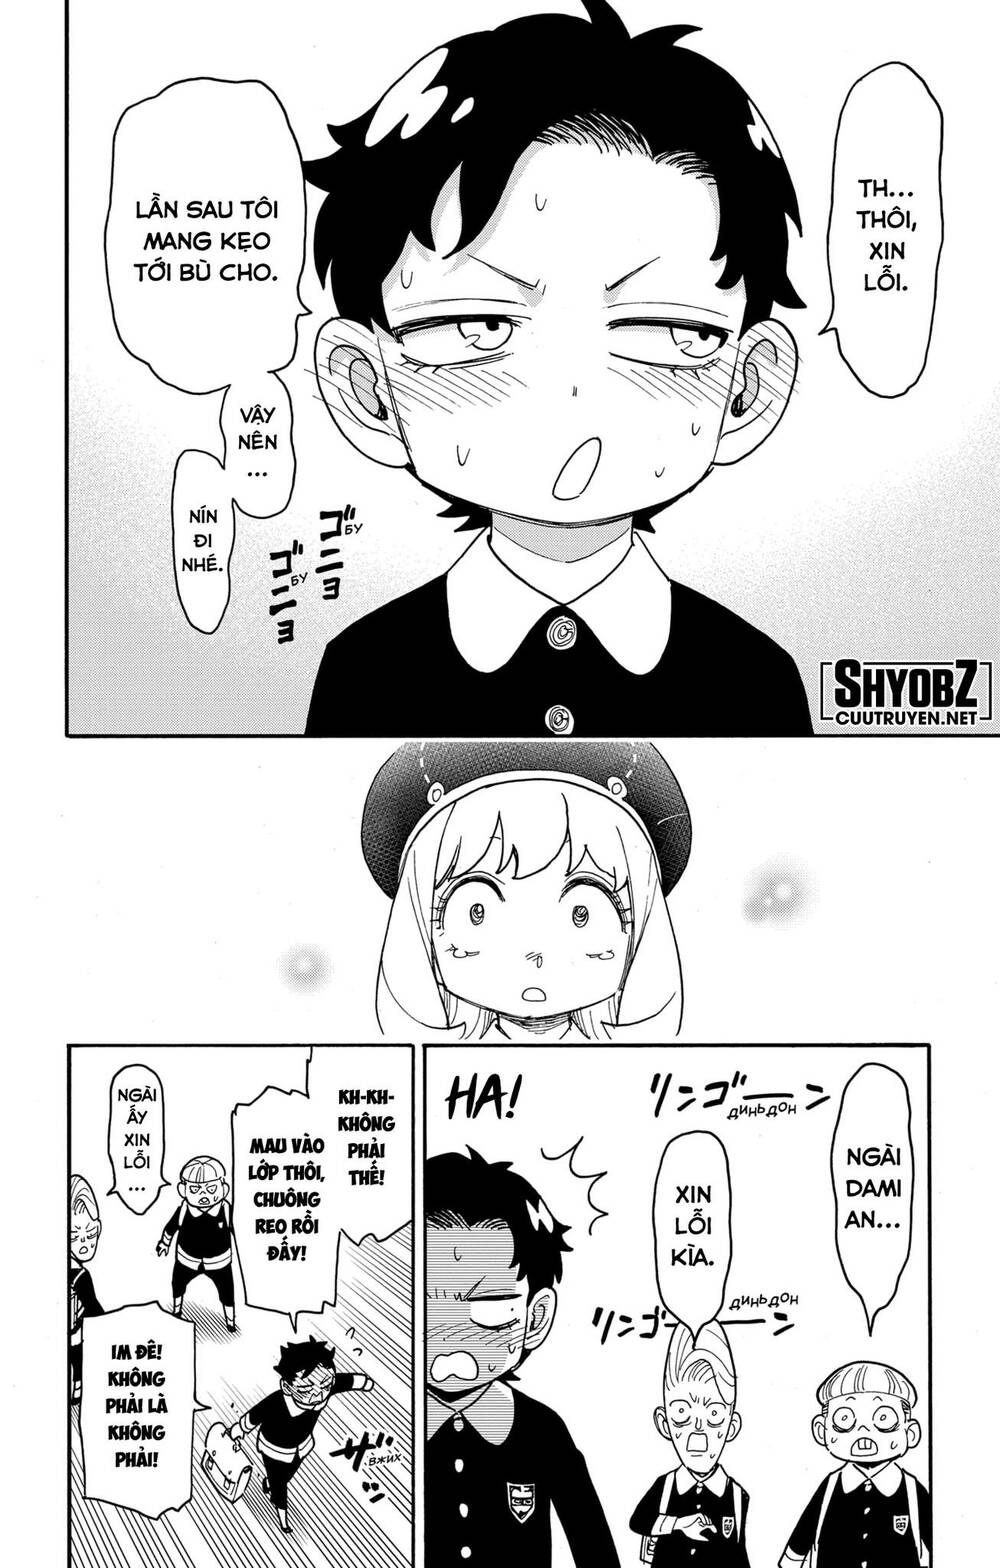 TH...
THÔI,
XIN
LỖI.
LẦN SAU TÔI
MANG KẸO
TỚI BÙ CHO.
VẬY
NÊN
...
NÍN
ĐI
NHÉ.
ゴニョ
БУ
ゴニョ
БУ
SHYOBZ
CUUTRUYEN.NET
NGÀI
DAMI
AN...
リンゴーン
ДИНЬДОН
XIN
LỖI
KÌA.
リンゴーン
ДИНЬДОН
HA!
KH-KH-
KHÔNG
PHẢI
THẾ!
MAU VÀO
LỚP THÔI,
CHUÔNG
REO RỒI
ĐẤY!
NGÀI
ẤY
XIN
LỖI
...
IM ĐÊ!
KHÔNG
PHẢI LÀ
KHÔNG
PHẢI!
ザッ
ВЖИХ